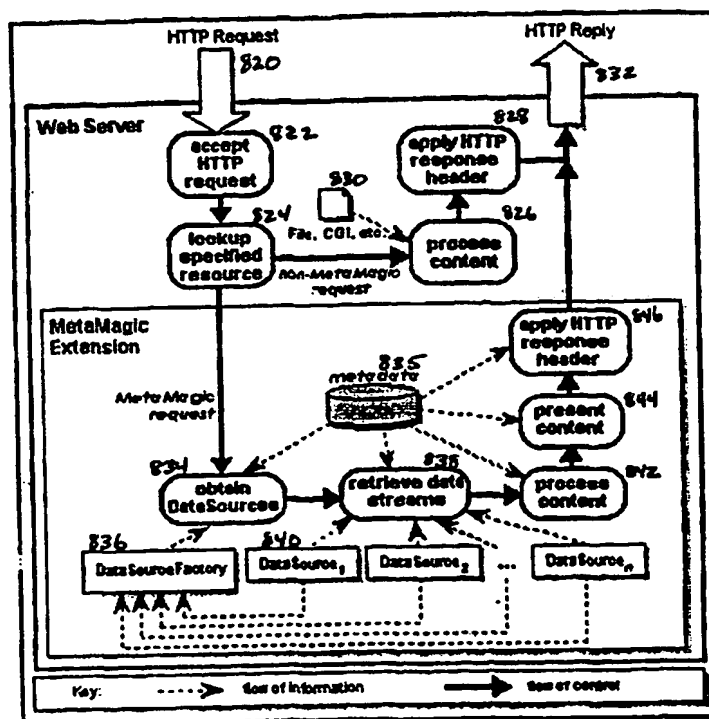 HTTP Request
820
HTTP Reply
832
Web Server
822
accept
HTTP
request
828
apply HTTP
response
header
830
File, CGI, etc.
824
lookup
specified
resource
826
process
content
non-MetaMagic
request
MetaMagic
Extension
846
apply HTTP
response
header
835
metadata
MetaMagic
request
844
present
content
834
obtain
DataSources
838
retrieve data
streams
842
process
content
836
DataSourceFactory
840
DataSource1
DataSource2
...
DataSourcen
Key:
flow of information
flow of control